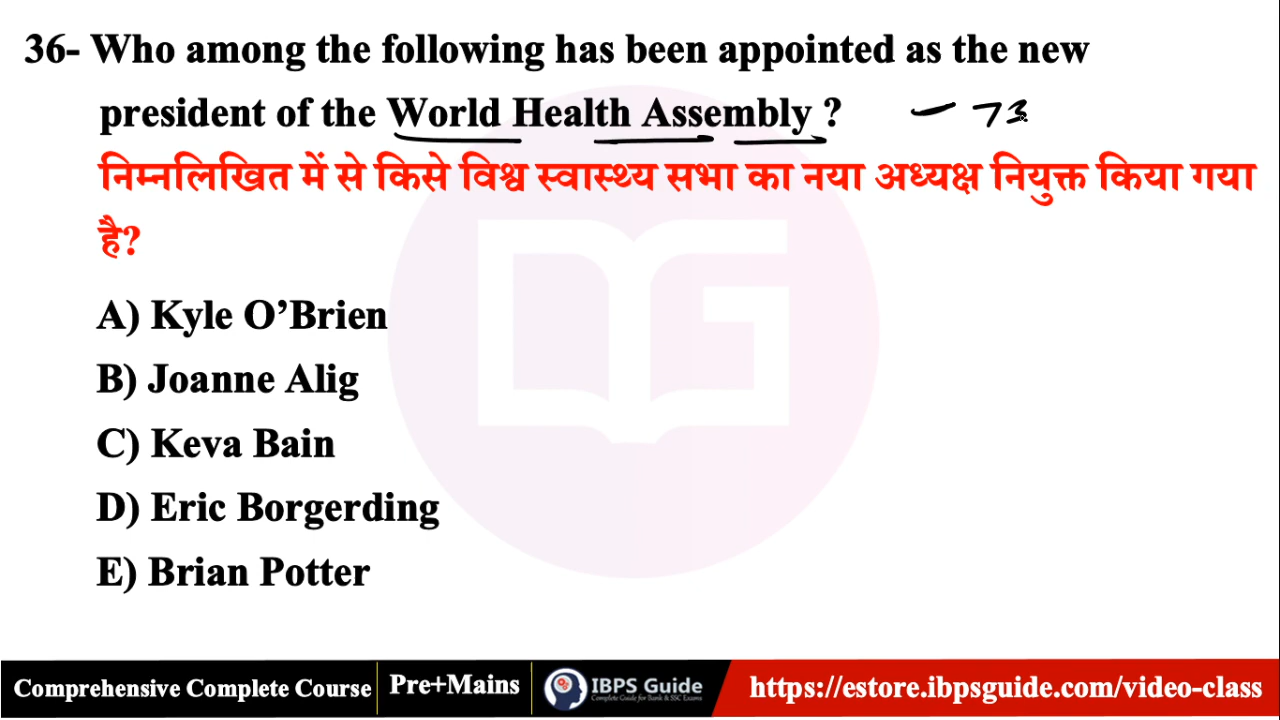 36- Who among the following has been appointed as the new
president of the World Health Assembly ? – 73
निम्नलिखित में से किसे विश्व स्वास्थ्य सभा का नया अध्यक्ष नियुक्त किया गया
है?
A) Kyle O’Brien
B) Joanne Alig
C) Keva Bain
D) Eric Borgerding
E) Brian Potter
Comprehensive Complete Course Pre+Mains IBPS Guide https://estore.ibpsguide.com/video-class
Complete Guide for Bank & SSC Exams